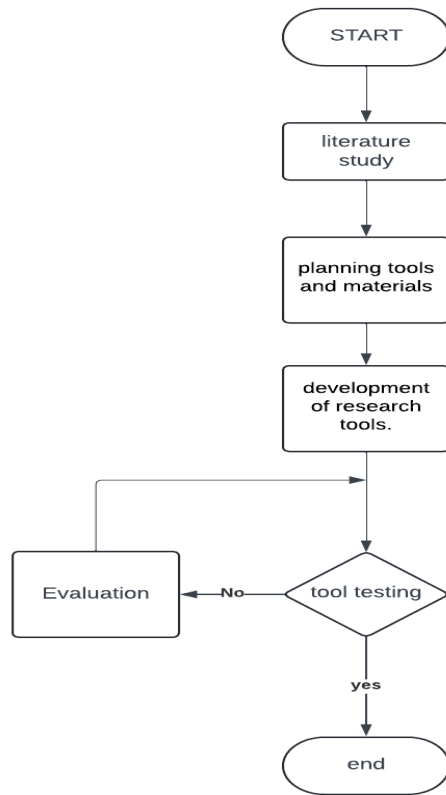 START
literature
study
planning tools
and materials
development
of research
tools.
Evaluation
No
tool testing
yes
end